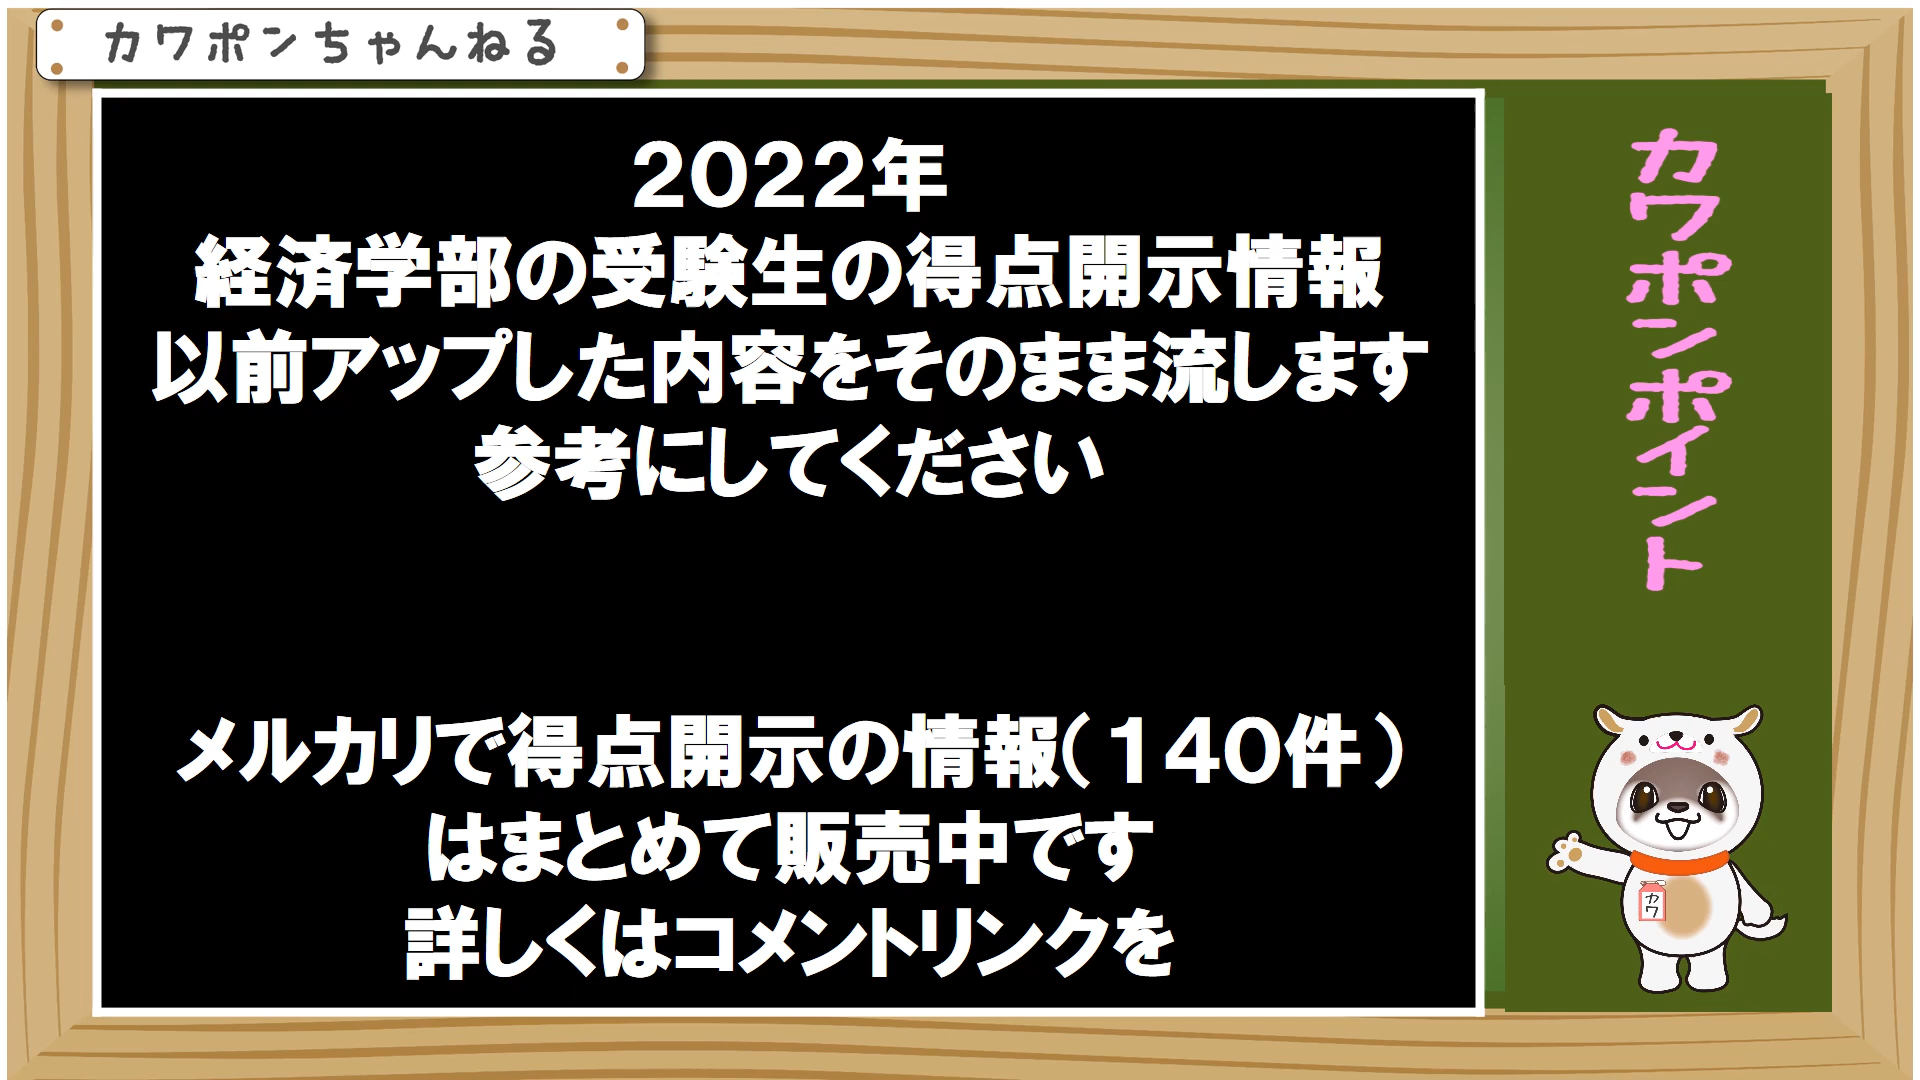 カワポンちゃんねる
2022年
経済学部の受験生の得点開示情報
以前アップした内容をそのまま流します
参考にしてください
メルカリで得点開示の情報（140件）
はまとめて販売中です
詳しくはコメントリンクを
カワポンポイント
カワ